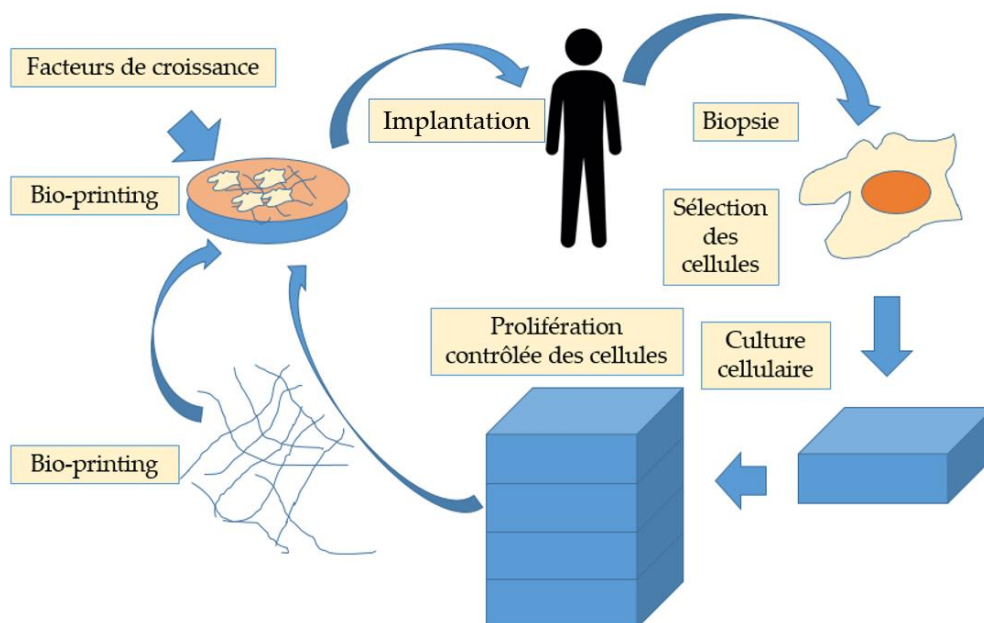 Facteurs de croissance
Bio-printing
Implantation
Biopsie
Sélection
des
cellules
Culture
cellulaire
Prolifération
contrôlée des cellules
Bio-printing